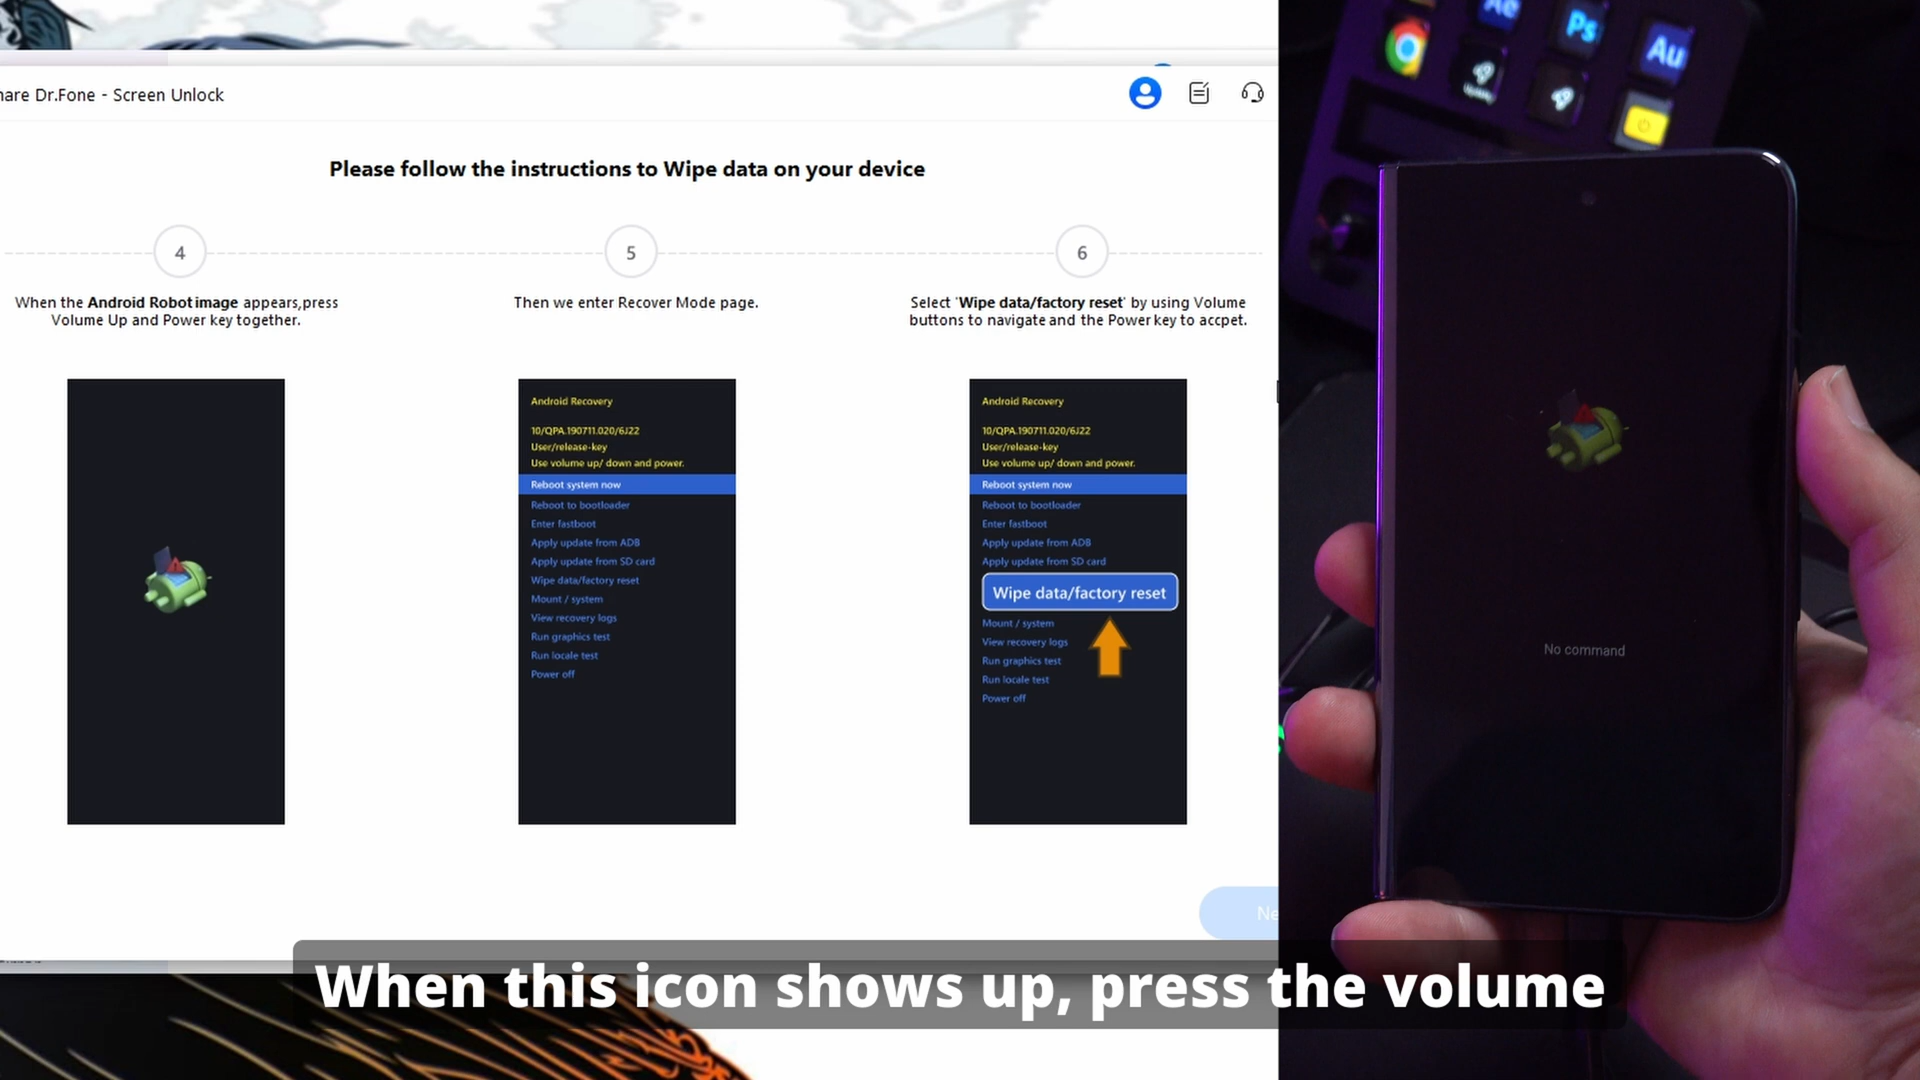 hare Dr.Fone - Screen Unlock
Please follow the instructions to Wipe data on your device
4
When the Android Robot image appears,press
Volume Up and Power key together.
5
Then we enter Recover Mode page.
Android Recovery
10/QPA.190711.020/6J22
User/release-key
Use volume up/ down and power.
Reboot system now
Reboot to bootloader
Enter fastboot
Apply update from ADB
Apply update from SD card
Wipe data/factory reset
Mount / system
View recovery logs
Run graphics test
Run locale test
Power off
6
Select 'Wipe data/factory reset' by using Volume
buttons to navigate and the Power key to accpet.
Android Recovery
10/QPA.190711.020/6J22
User/release-key
Use volume up/ down and power.
Reboot system now
Reboot to bootloader
Enter fastboot
Apply update from ADB
Apply update from SD card
Wipe data/factory reset
Mount / system
View recovery logs
Run graphics test
Run locale test
Power off
Ne
Ae
Ps
Au
No command
When this icon shows up, press the volume